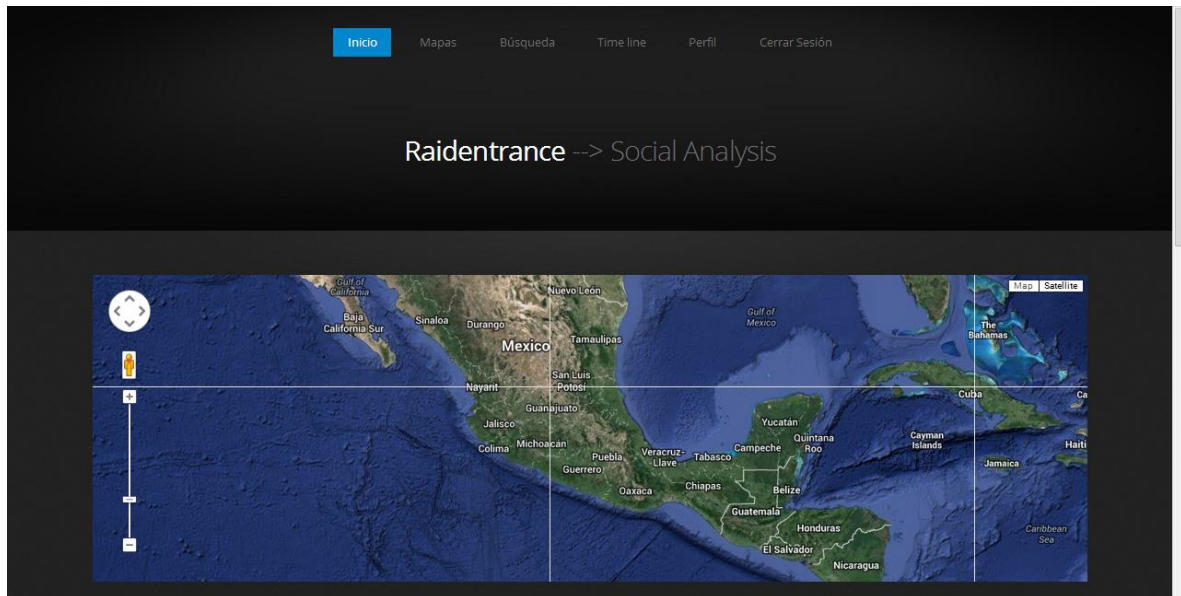 Inicio Mapas Búsqueda Time line Perfil Cerrar Sesión
Raidentrance --> Social Analysis
Map Satellite
Gulf of
California
Nuevo León
Baja
California Sur
Sinaloa
Durango
Gulf of
Mexico
The
Bahamas
Mexico
Tamaulipas
San Luis
Potosí
Nayarit
Cuba
Ca
Guanajuato
Jalisco
Yucatán
Colima
Michoacán
Quintana
Roo
Cayman
Islands
Haiti
Puebla
Veracruz-
Llave
Tabasco
Campeche
Guerrero
Jamaica
Oaxaca
Chiapas
Belize
Guatemala
Honduras
Caribbean
Sea
El Salvador
Nicaragua